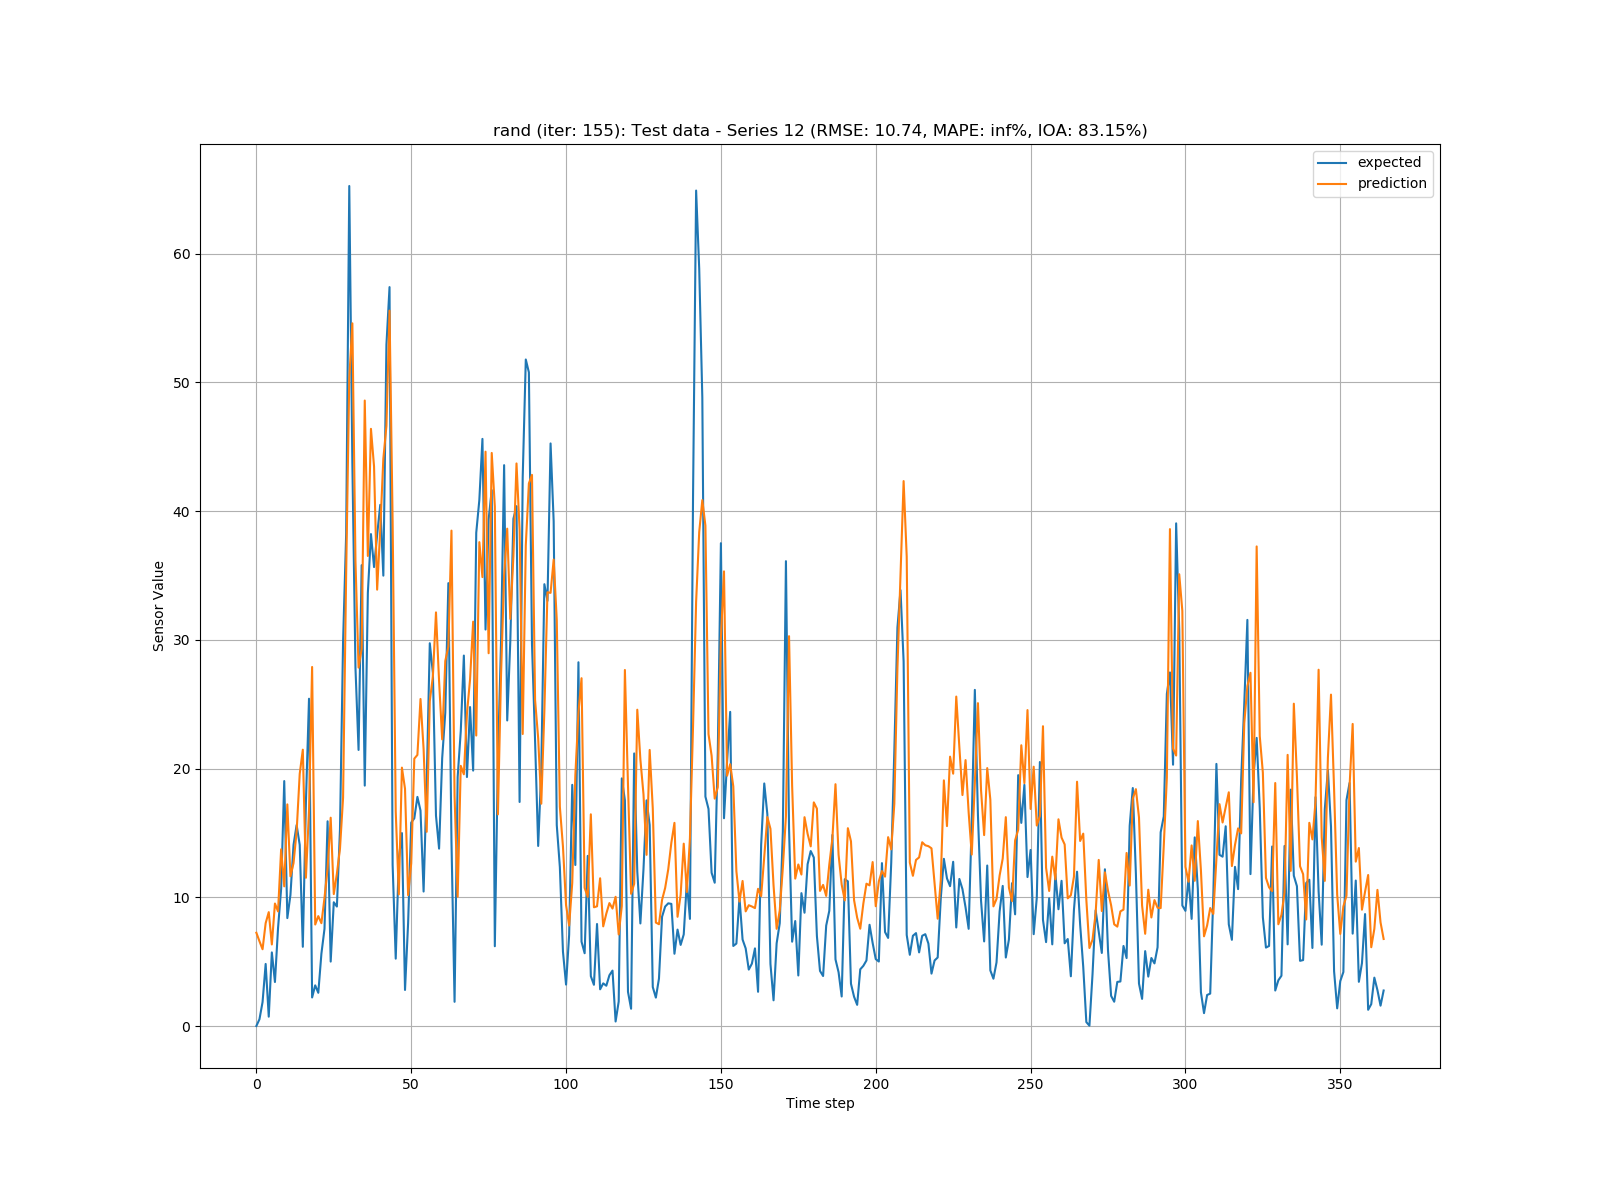 rand (iter: 155): Test data - Series 12 (RMSE: 10.74, MAPE: inf%, IOA: 83.15%)
expected
prediction
Sensor Value
60
50
40
30
20
10
0
0 50 100 150 200 250 300 350
Time step